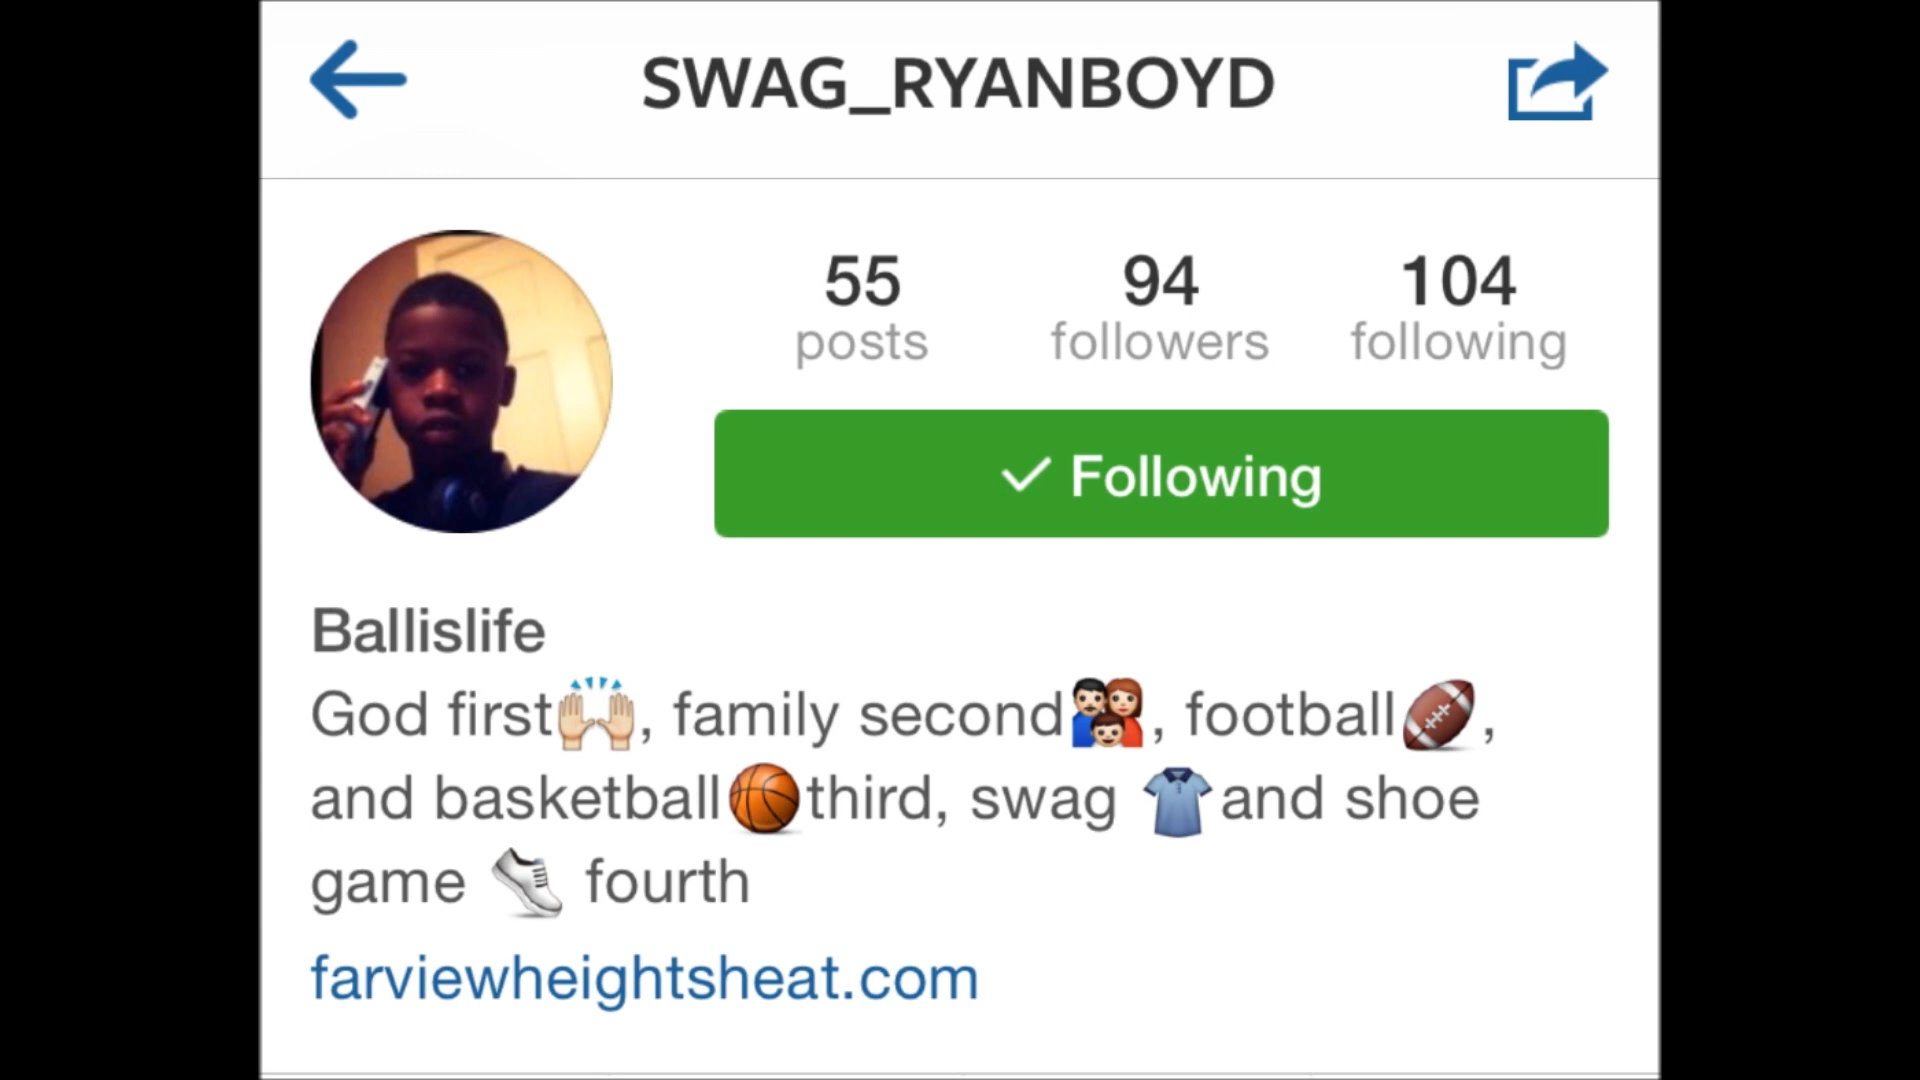 SWAG_RYANBOYD
55 94 104
posts followers following
✓ Following
Ballislife
God first🙌, family second👪, football🏈,
and basketball🏀third, swag 👕and shoe
game 👟 fourth
farviewheightsheat.com